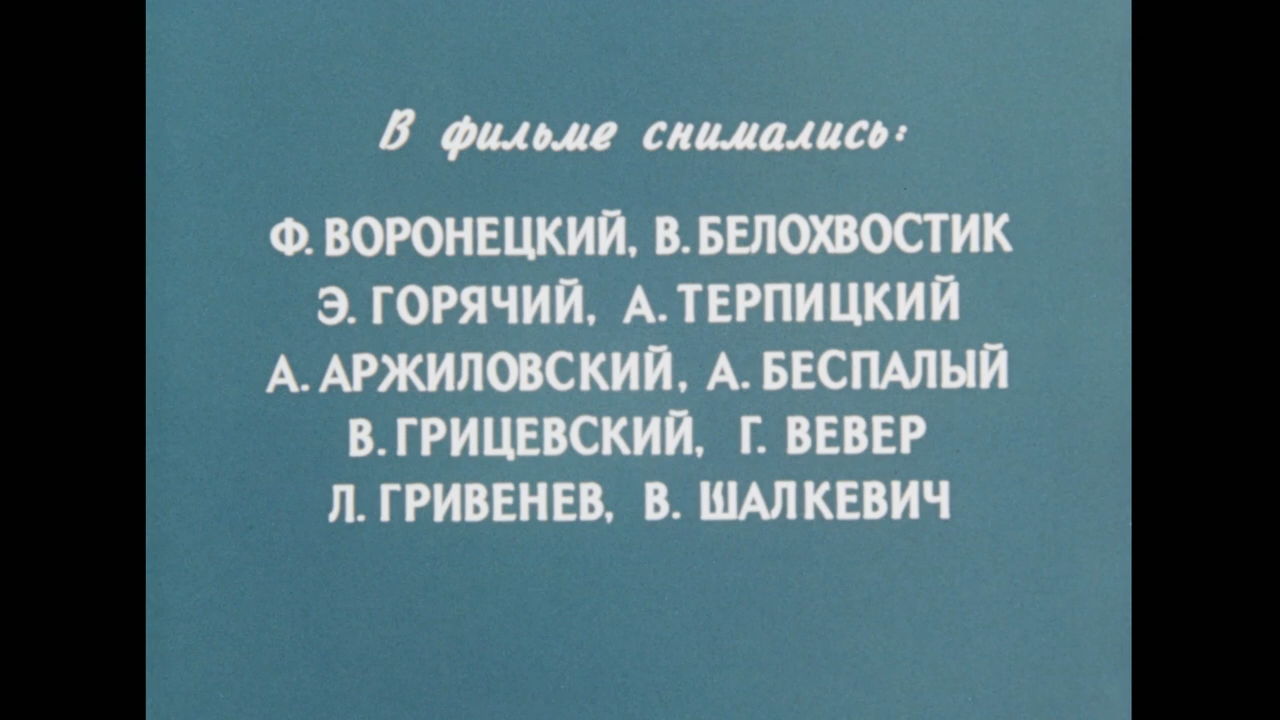 В фильме снимались:
Ф. ВОРОНЕЦКИЙ, В. БЕЛОХВОСТИК
Э. ГОРЯЧИЙ, А. ТЕРПИЦКИЙ
А. АРЖИЛОВСКИЙ, А. БЕСПАЛЫЙ
В. ГРИЦЕВСКИЙ, Г. ВЕВЕР
Л. ГРИВЕНЕВ, В. ШАЛКЕВИЧ